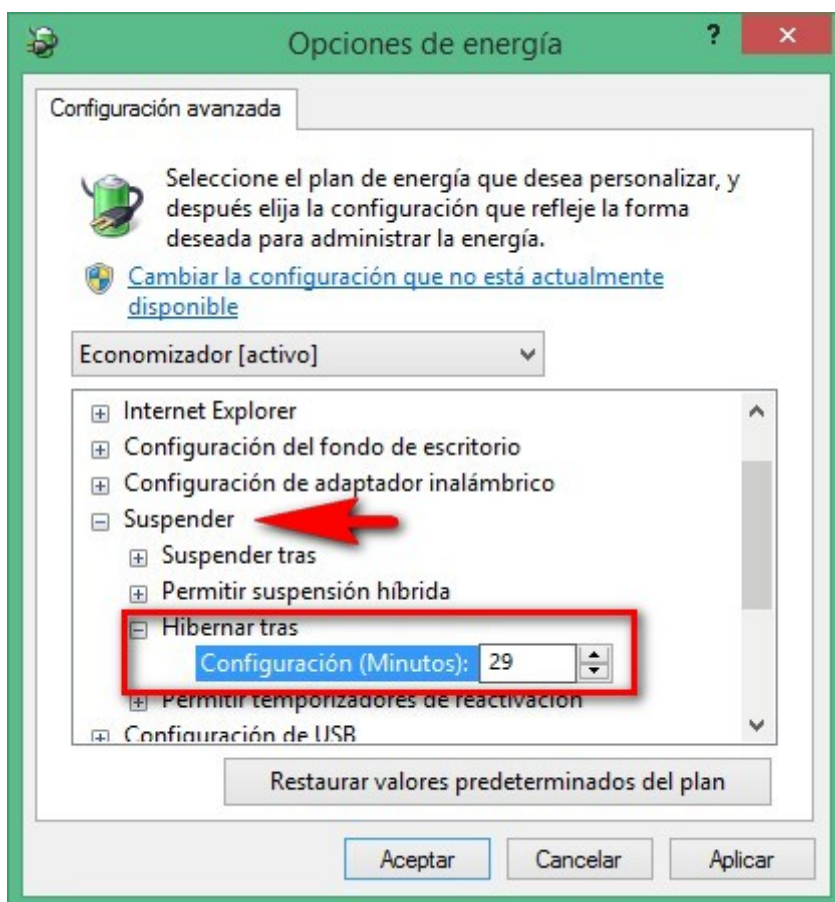 Opciones de energía
?
Configuración avanzada
Seleccione el plan de energía que desea personalizar, y
después elija la configuración que refleje la forma
deseada para administrar la energía.
Cambiar la configuración que no está actualmente
disponible
Economizador [activo]
Internet Explorer
Configuración del fondo de escritorio
Configuración de adaptador inalámbrico
Suspender
Suspender tras
Permitir suspensión híbrida
Hibernar tras
Configuración (Minutos): 29
Permitir temporizadores de reactivación
Configuración de USB
Restaurar valores predeterminados del plan
Aceptar Cancelar Aplicar